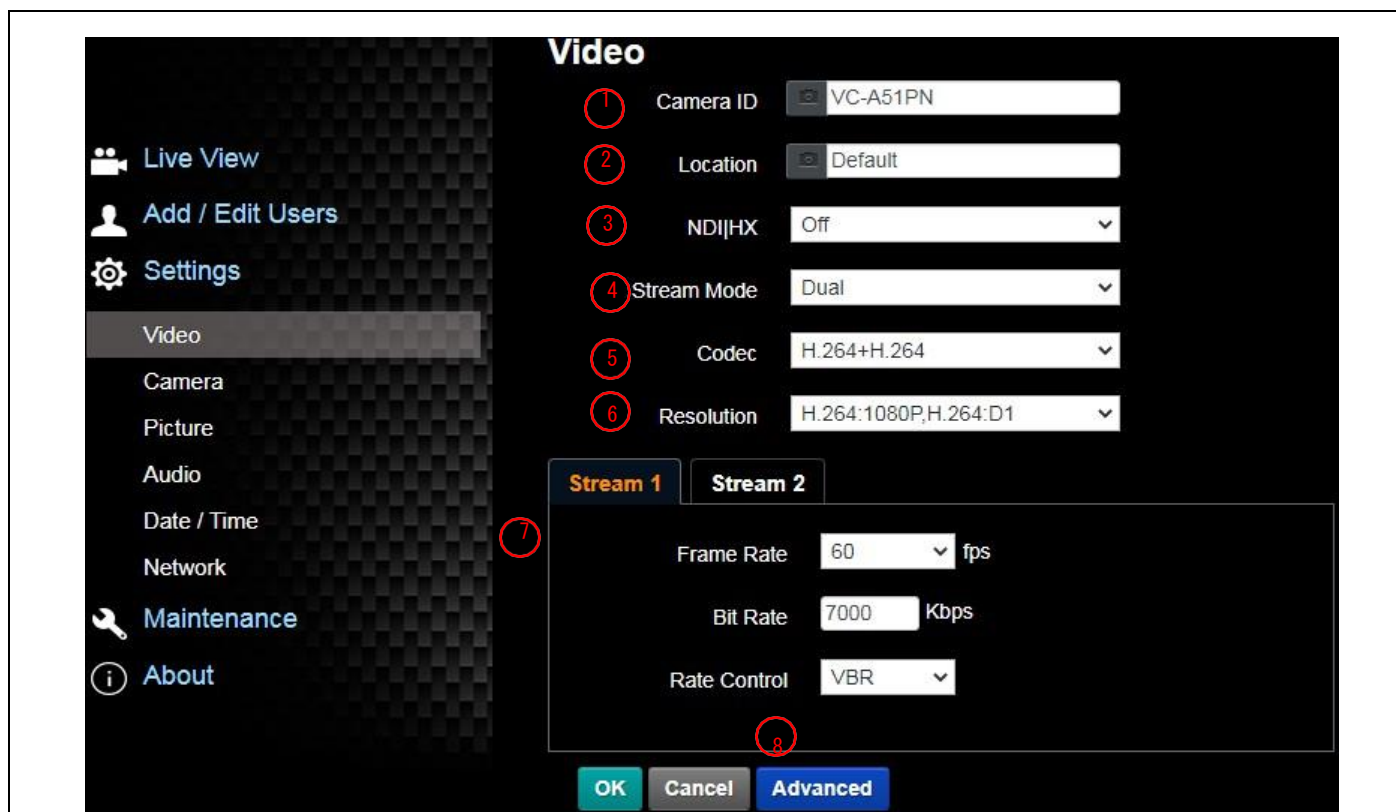 Video
1 Camera ID VC-A51PN
2 Location Default
3 NDI|HX Off
4 Stream Mode Dual
5 Codec H.264+H.264
6 Resolution H.264:1080P,H.264:D1
Live View
Add / Edit Users
Settings
Video
Camera
Picture
Audio
Date / Time
Network
Maintenance
About
Stream 1 Stream 2
7
Frame Rate 60 fps
Bit Rate 7000 Kbps
Rate Control VBR
8
OK Cancel Advanced